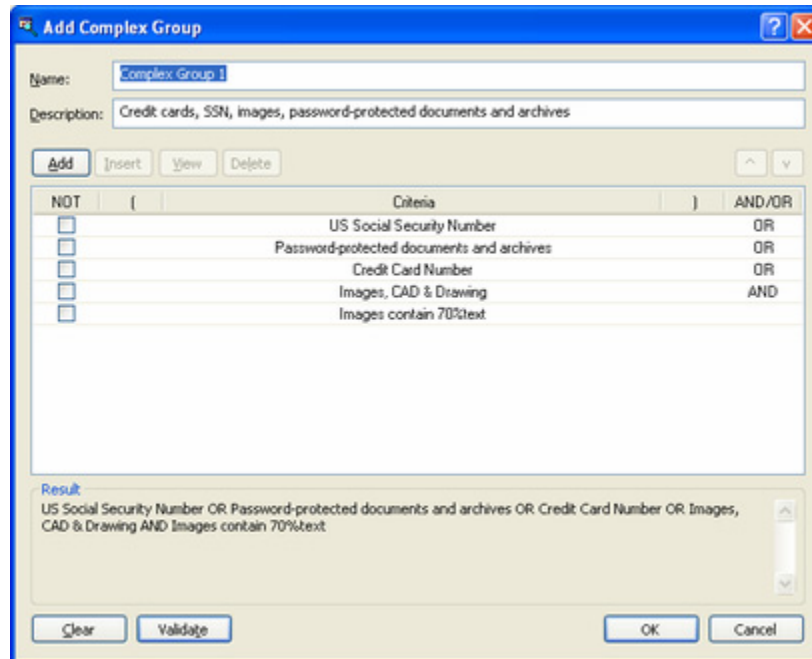 Add Complex Group
Name: Complex Group 1
Description: Credit cards, SSN, images, password-protected documents and archives
Add Insert View Delete ^ v
NOT ( Criteria ) AND/OR
US Social Security Number OR
Password-protected documents and archives OR
Credit Card Number OR
Images, CAD & Drawing AND
Images contain 70%text
Result
US Social Security Number OR Password-protected documents and archives OR Credit Card Number OR Images,
CAD & Drawing AND Images contain 70%text
Clear Validate OK Cancel